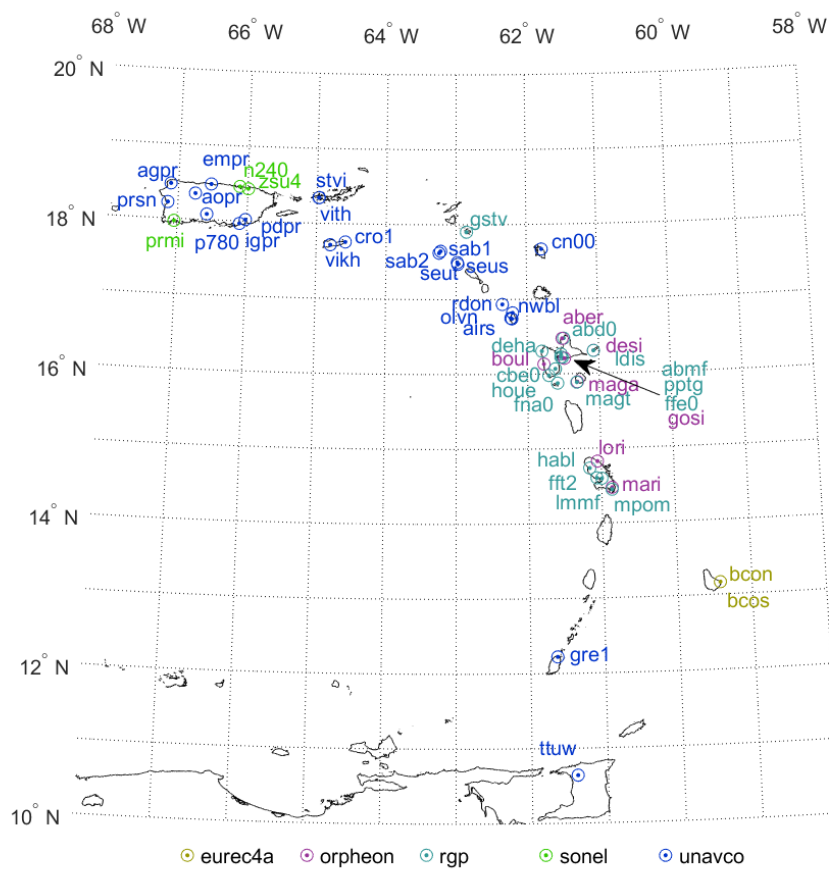 68° W 66° W 64° W 62° W 60° W 58° W
20° N
empr
agpr n240
zsu4 stvi
prsn aopr
18° N
vith gstv
prmi p780 igpr pdpr
vikh cro1
sab2 sab1
seut seus
cn00
rdon nwbl
olvn airs
aber
abd0
deha desi
boul ldis
16° N
cbe0 maga abmf
houe magt pptg
fna0 ffe0
gosi
lori
habl
fft2 mari
lmmf mpom
14° N
bcon
bcos
12° N
gre1
ttuw
10° N
eurec4a orpheon rgp sonel unavco